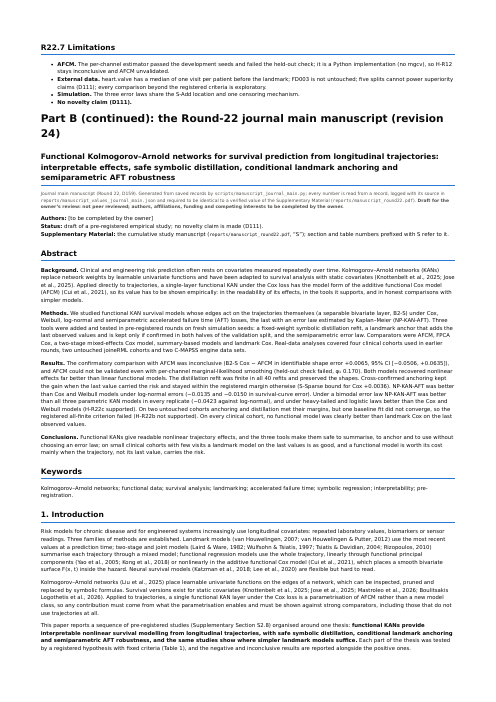 R22.7 Limitations
• AFCM. The per-channel estimator passed the development seeds and failed the held-out check; it is a Python implementation (no mgcv), so H-R12
stays inconclusive and AFCM unvalidated.
• External data. heart.valve has a median of one visit per patient before the landmark; FD003 is not untouched; five splits cannot power superiority
claims (D111); every comparison beyond the registered criteria is exploratory.
• Simulation. The three error laws share the S-Add location and one censoring mechanism.
• No novelty claim (D111).
Part B (continued): the Round-22 journal main manuscript (revision
24)
Functional Kolmogorov–Arnold networks for survival prediction from longitudinal trajectories:
interpretable effects, safe symbolic distillation, conditional landmark anchoring and
semiparametric AFT robustness
Journal main manuscript (Round 22, D159). Generated from saved records by scripts/manuscript_journal_main.py; every number is read from a record, tagged with its source in
reports/manuscript_values_journal_main.json and required to be identical to a verified value of the Supplementary Material (reports/manuscript_round22.pdf). Draft for the
owner's review: not peer reviewed; authors, affiliations, funding and competing interests to be completed by the owner.
Authors: [to be completed by the owner]
Status: draft of a pre-registered empirical study; no novelty claim is made (D111).
Supplementary Material: the cumulative study manuscript (reports/manuscript_round22.pdf, “S”); section and table numbers prefixed with S refer to it.
Abstract
Background. Clinical and engineering risk prediction often rests on covariates measured repeatedly over time. Kolmogorov–Arnold networks (KANs)
replace network weights by learnable univariate functions and have been adapted to survival analysis with static covariates (Knottenbelt et al., 2025; Jose
et al., 2025). Applied directly to trajectories, a single-layer functional KAN under the Cox loss has the model form of the additive functional Cox model
(AFCM) (Cui et al., 2021), so its value has to be shown empirically: in the readability of its effects, in the tools it supports, and in honest comparisons with
simpler models.
Methods. We studied functional KAN survival models whose edges act on the trajectories themselves (a separable bivariate layer, B2-S) under Cox,
Weibull, log-normal and semiparametric accelerated failure time (AFT) losses, the last with an error law estimated by Kaplan–Meier (NP-KAN-AFT). Three
tools were added and tested in pre-registered rounds on fresh simulation seeds: a fixed-weight symbolic distillation refit, a landmark anchor that adds
the last observed values and is kept only if confirmed in both halves of the validation split, and the semiparametric error law. Comparators were AFCM, FPCA
Cox, a two-stage mixed-effects Cox model, summary-based models and landmark Cox. Real-data analyses covered four clinical cohorts used in earlier
rounds, two untouched joineRML cohorts and two C-MAPSS engine data sets.
Results. The confirmatory comparison with AFCM was inconclusive (B2-S Cox − AFCM in identifiable shape error +0.0065, 95% CI [−0.0506, +0.0635]),
and AFCM could not be validated even with per-channel marginal-likelihood smoothing (held-out check failed, φ₂ 0.0170). Both models recovered nonlinear
effects far better than linear functional models. The distillation refit was finite in all 40 refits and preserved the shapes. Cross-confirmed anchoring
kept the gain when the last value carried the risk and stayed within the registered margin otherwise (S-Sparse bound for Cox +0.0036). NP-KAN-AFT was better
than Cox and Weibull models under log-normal errors (−0.0135 and −0.0150 in survival-curve error). Under a bimodal error law NP-KAN-AFT was
better than all three parametric KAN models in every replicate (−0.0423 against log-normal), and under heavy-tailed and logistic laws better than the Cox and
Weibull models (H-R22c supported). On two untouched cohorts anchoring and distillation met their margins, but one baseline fit did not converge, so the
registered all-finite criterion failed (H-R22b not supported). On every clinical cohort, no functional model was clearly better than landmark Cox on the last
observed values.
Conclusions. Functional KANs give readable nonlinear trajectory effects, and the three tools make them safe to summarise, to anchor and to use without
choosing an error law; on small clinical cohorts with few visits a landmark model on the last values is as good, and a functional model is worth its cost
mainly when the trajectory, not its last value, carries the risk.
Keywords
Kolmogorov–Arnold networks; functional data; survival analysis; landmarking; accelerated failure time; symbolic regression; interpretability; pre-
registration.
1. Introduction
Risk models for chronic disease and for engineered systems increasingly use longitudinal covariates: repeated laboratory values, biomarkers or sensor
readings. Three families of methods are established. Landmark models (van Houwelingen, 2007; van Houwelingen & Putter, 2012) use the most recent
values at a prediction time; two-stage and joint models (Laird & Ware, 1982; Wulfsohn & Tsiatis, 1997; Tsiatis & Davidian, 2004; Rizopoulos, 2010)
summarise each trajectory through a mixed model; functional regression models use the whole trajectory, linearly through functional principal
components (Yao et al., 2005; Kong et al., 2018) or nonlinearly in the additive functional Cox model (Cui et al., 2021), which places a smooth bivariate
surface F(x, t) inside the hazard. Neural survival models (Katzman et al., 2018; Lee et al., 2020) are flexible but hard to read.
Kolmogorov–Arnold networks (Liu et al., 2025) place learnable univariate functions on the edges of a network, which can be inspected, pruned and
replaced by symbolic formulas. Survival versions exist for static covariates (Knottenbelt et al., 2025; Jose et al., 2025; Mastroleo et al., 2026; Boulitsakis
Logothetis et al., 2026). Applied to trajectories, a single functional KAN layer under the Cox loss is a parametrisation of AFCM rather than a new model
class, so any contribution must come from what the parametrisation enables and must be shown against strong comparators, including those that do not
use trajectories at all.
This paper reports a sequence of pre-registered studies (Supplementary Section S2.8) organised around one thesis: functional KANs provide
interpretable nonlinear survival modelling from longitudinal trajectories, with safe symbolic distillation, conditional landmark anchoring
and semiparametric AFT robustness, and the same studies show where simpler landmark models suffice. Each part of the thesis was tested
by a registered hypothesis with fixed criteria (Table 1), and the negative and inconclusive results are reported alongside the positive ones.